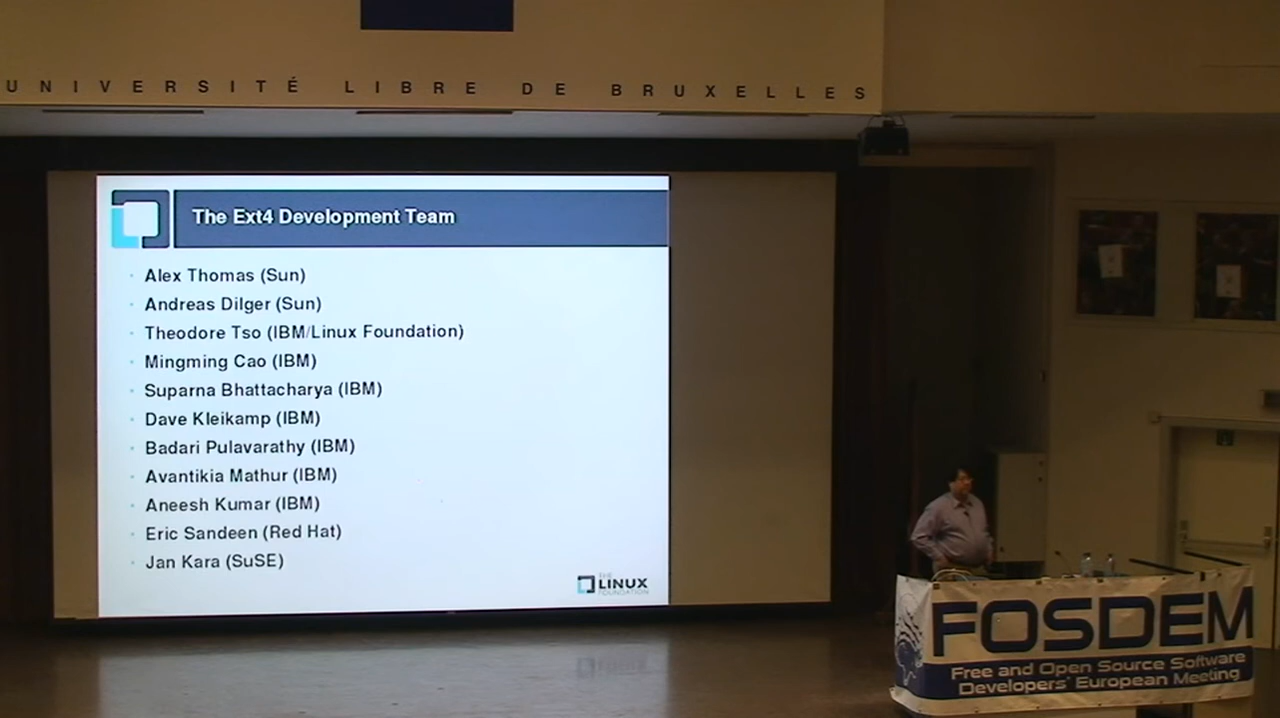 UNIVERSITÉ LIBRE DE BRUXELLES
The Ext4 Development Team
Alex Thomas (Sun)
Andreas Dilger (Sun)
Theodore Tso (IBM/Linux Foundation)
Mingming Cao (IBM)
Suparna Bhattacharya (IBM)
Dave Kleikamp (IBM)
Badari Pulavarathy (IBM)
Avantikia Mathur (IBM)
Aneesh Kumar (IBM)
Eric Sandeen (Red Hat)
Jan Kara (SuSE)
THE
LINUX
FOUNDATION
FOSDEM
Free and Open Source Software
Developers' European Meeting